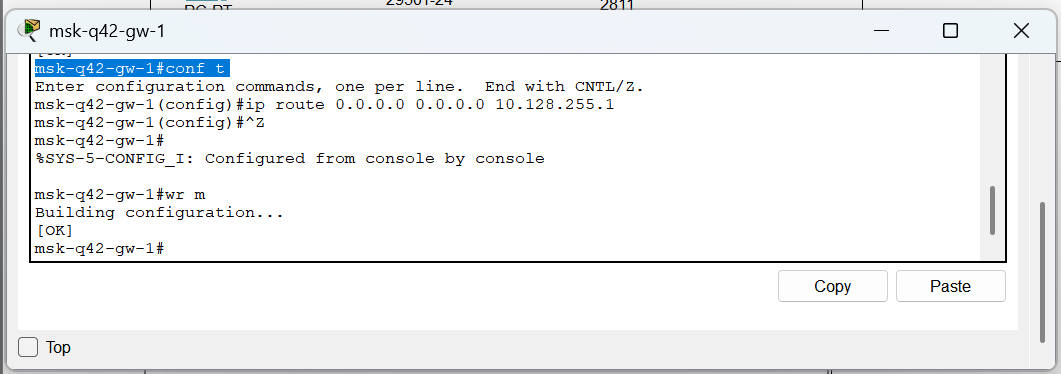 2811
msk-q42-gw-1
msk-q42-gw-1#conf t
Enter configuration commands, one per line.  End with CNTL/Z.
msk-q42-gw-1(config)#ip route 0.0.0.0 0.0.0.0 10.128.255.1
msk-q42-gw-1(config)#^Z
msk-q42-gw-1#
%SYS-5-CONFIG_I: Configured from console by console
msk-q42-gw-1#wr m
Building configuration...
[OK]
msk-q42-gw-1#
Copy
Paste
Top